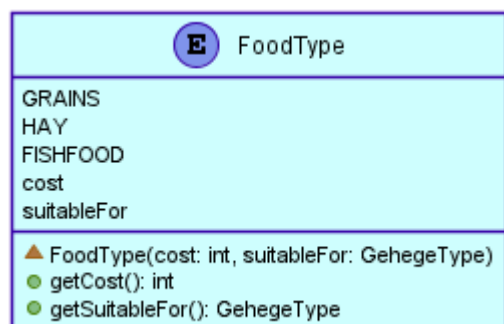 E FoodType
GRAINS
HAY
FISHFOOD
cost
suitableFor
FoodType(cost: int, suitableFor: GehegeType)
getCost(): int
getSuitableFor(): GehegeType